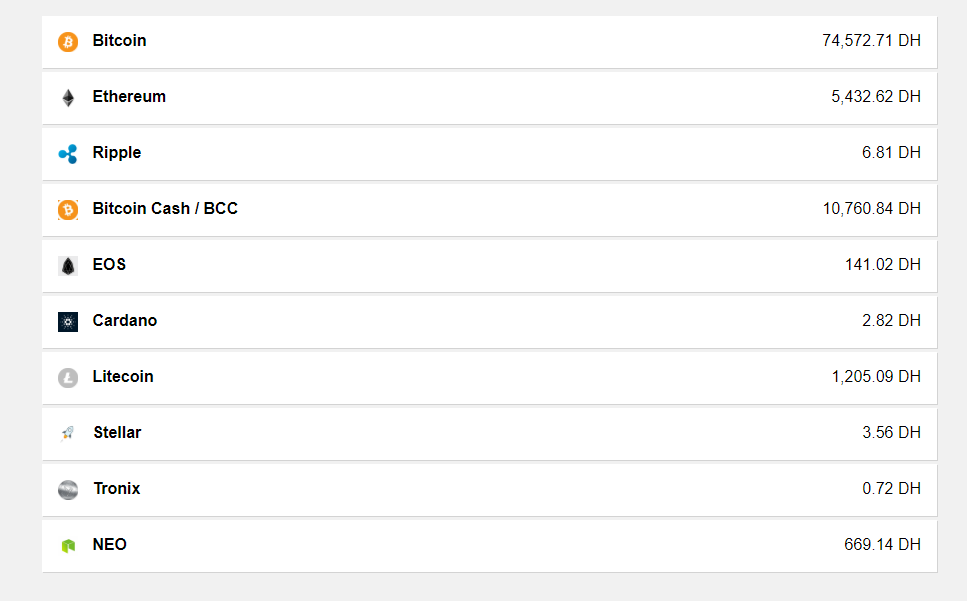 Bitcoin 74,572.71 DH
Ethereum 5,432.62 DH
Ripple 6.81 DH
Bitcoin Cash / BCC 10,760.84 DH
EOS 141.02 DH
Cardano 2.82 DH
Litecoin 1,205.09 DH
Stellar 3.56 DH
Tronix 0.72 DH
NEO 669.14 DH